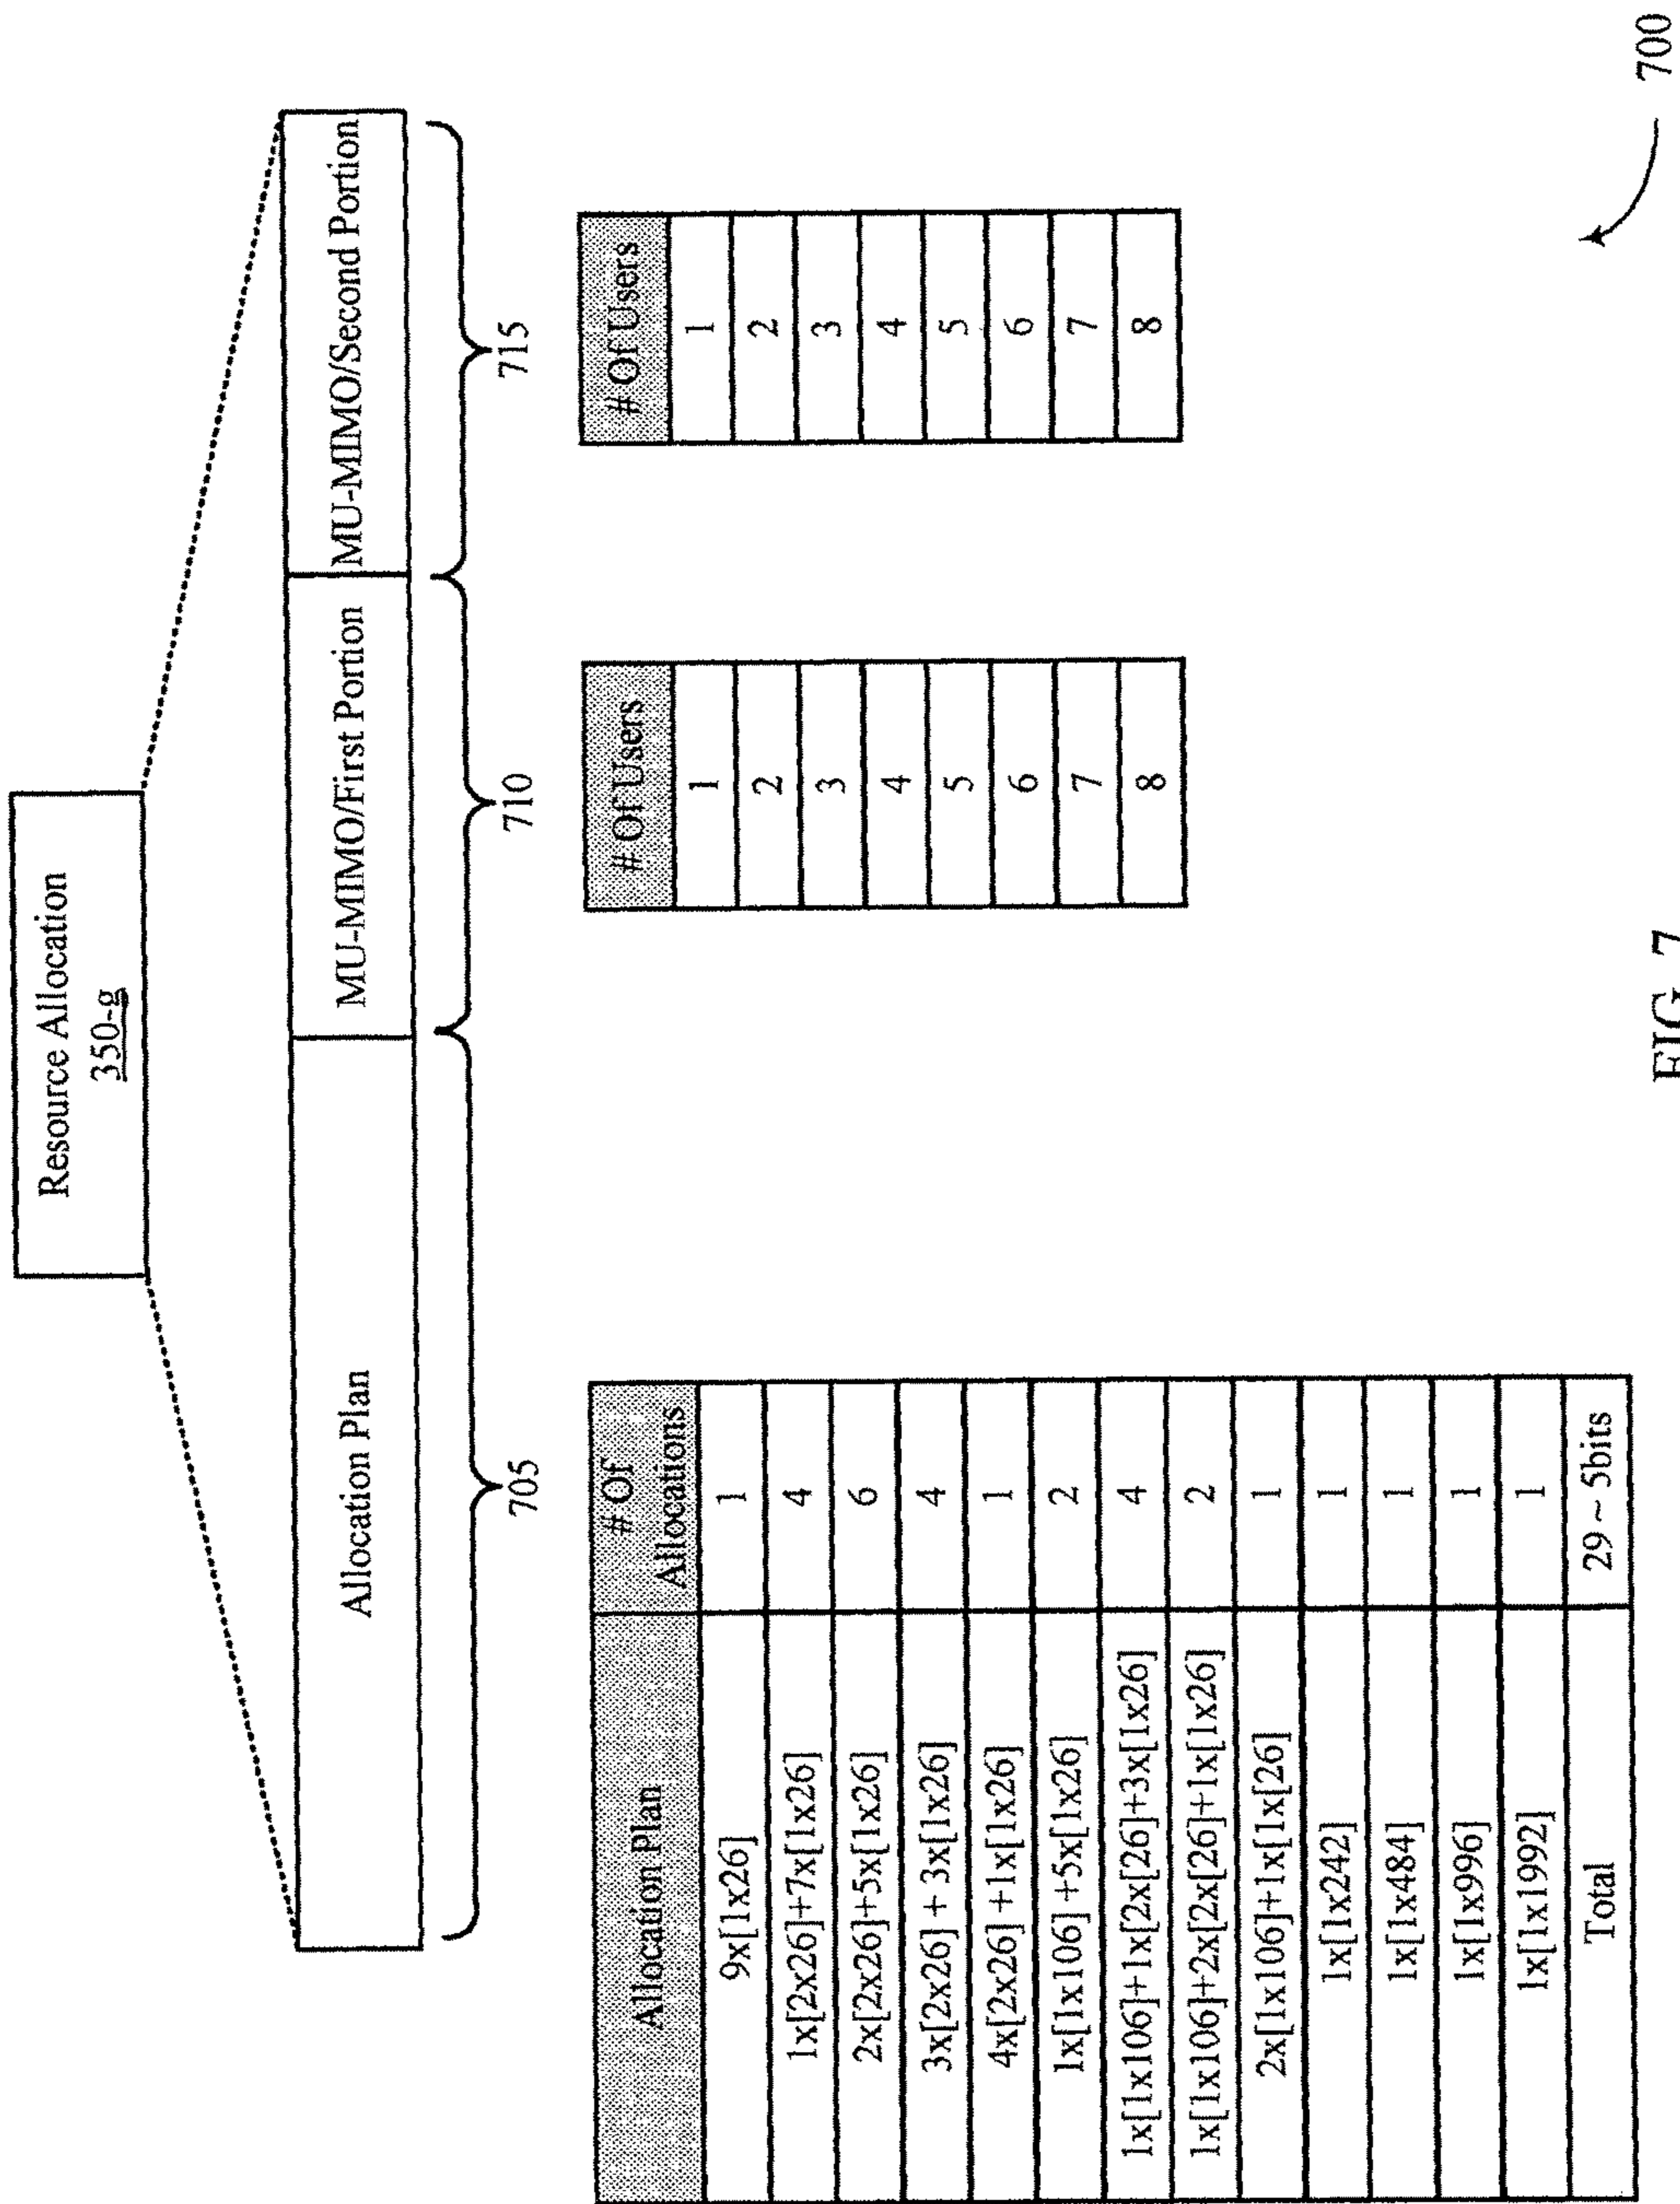 Resource Allocation
350-g
Allocation Plan
MU-MIMO/First Portion
MU-MIMO/Second Portion
705
710
715
Allocation Plan
# Of
Allocations
9x[1x26]
1
1x[2x26]+7x[1x26]
4
2x[2x26]+5x[1x26]
6
3x[2x26] + 3x[1x26]
4
4x[2x26] +1x[1x26]
1
1x[1x106] +5x[1x26]
2
1x[1x106]+1x[2x[26]+3x[1x26]
4
1x[1x106]+2x[2x[26]+1x[1x26]
2
2x[1x106]+1x[1x[26]
1
1x[1x242]
1
1x[1x484]
1
1x[1x996]
1
1x[1x1992]
1
Total
29 ~ 5bits
# Of Users
1
2
3
4
5
6
7
8
# Of Users
1
2
3
4
5
6
7
8
FIG. 7
700